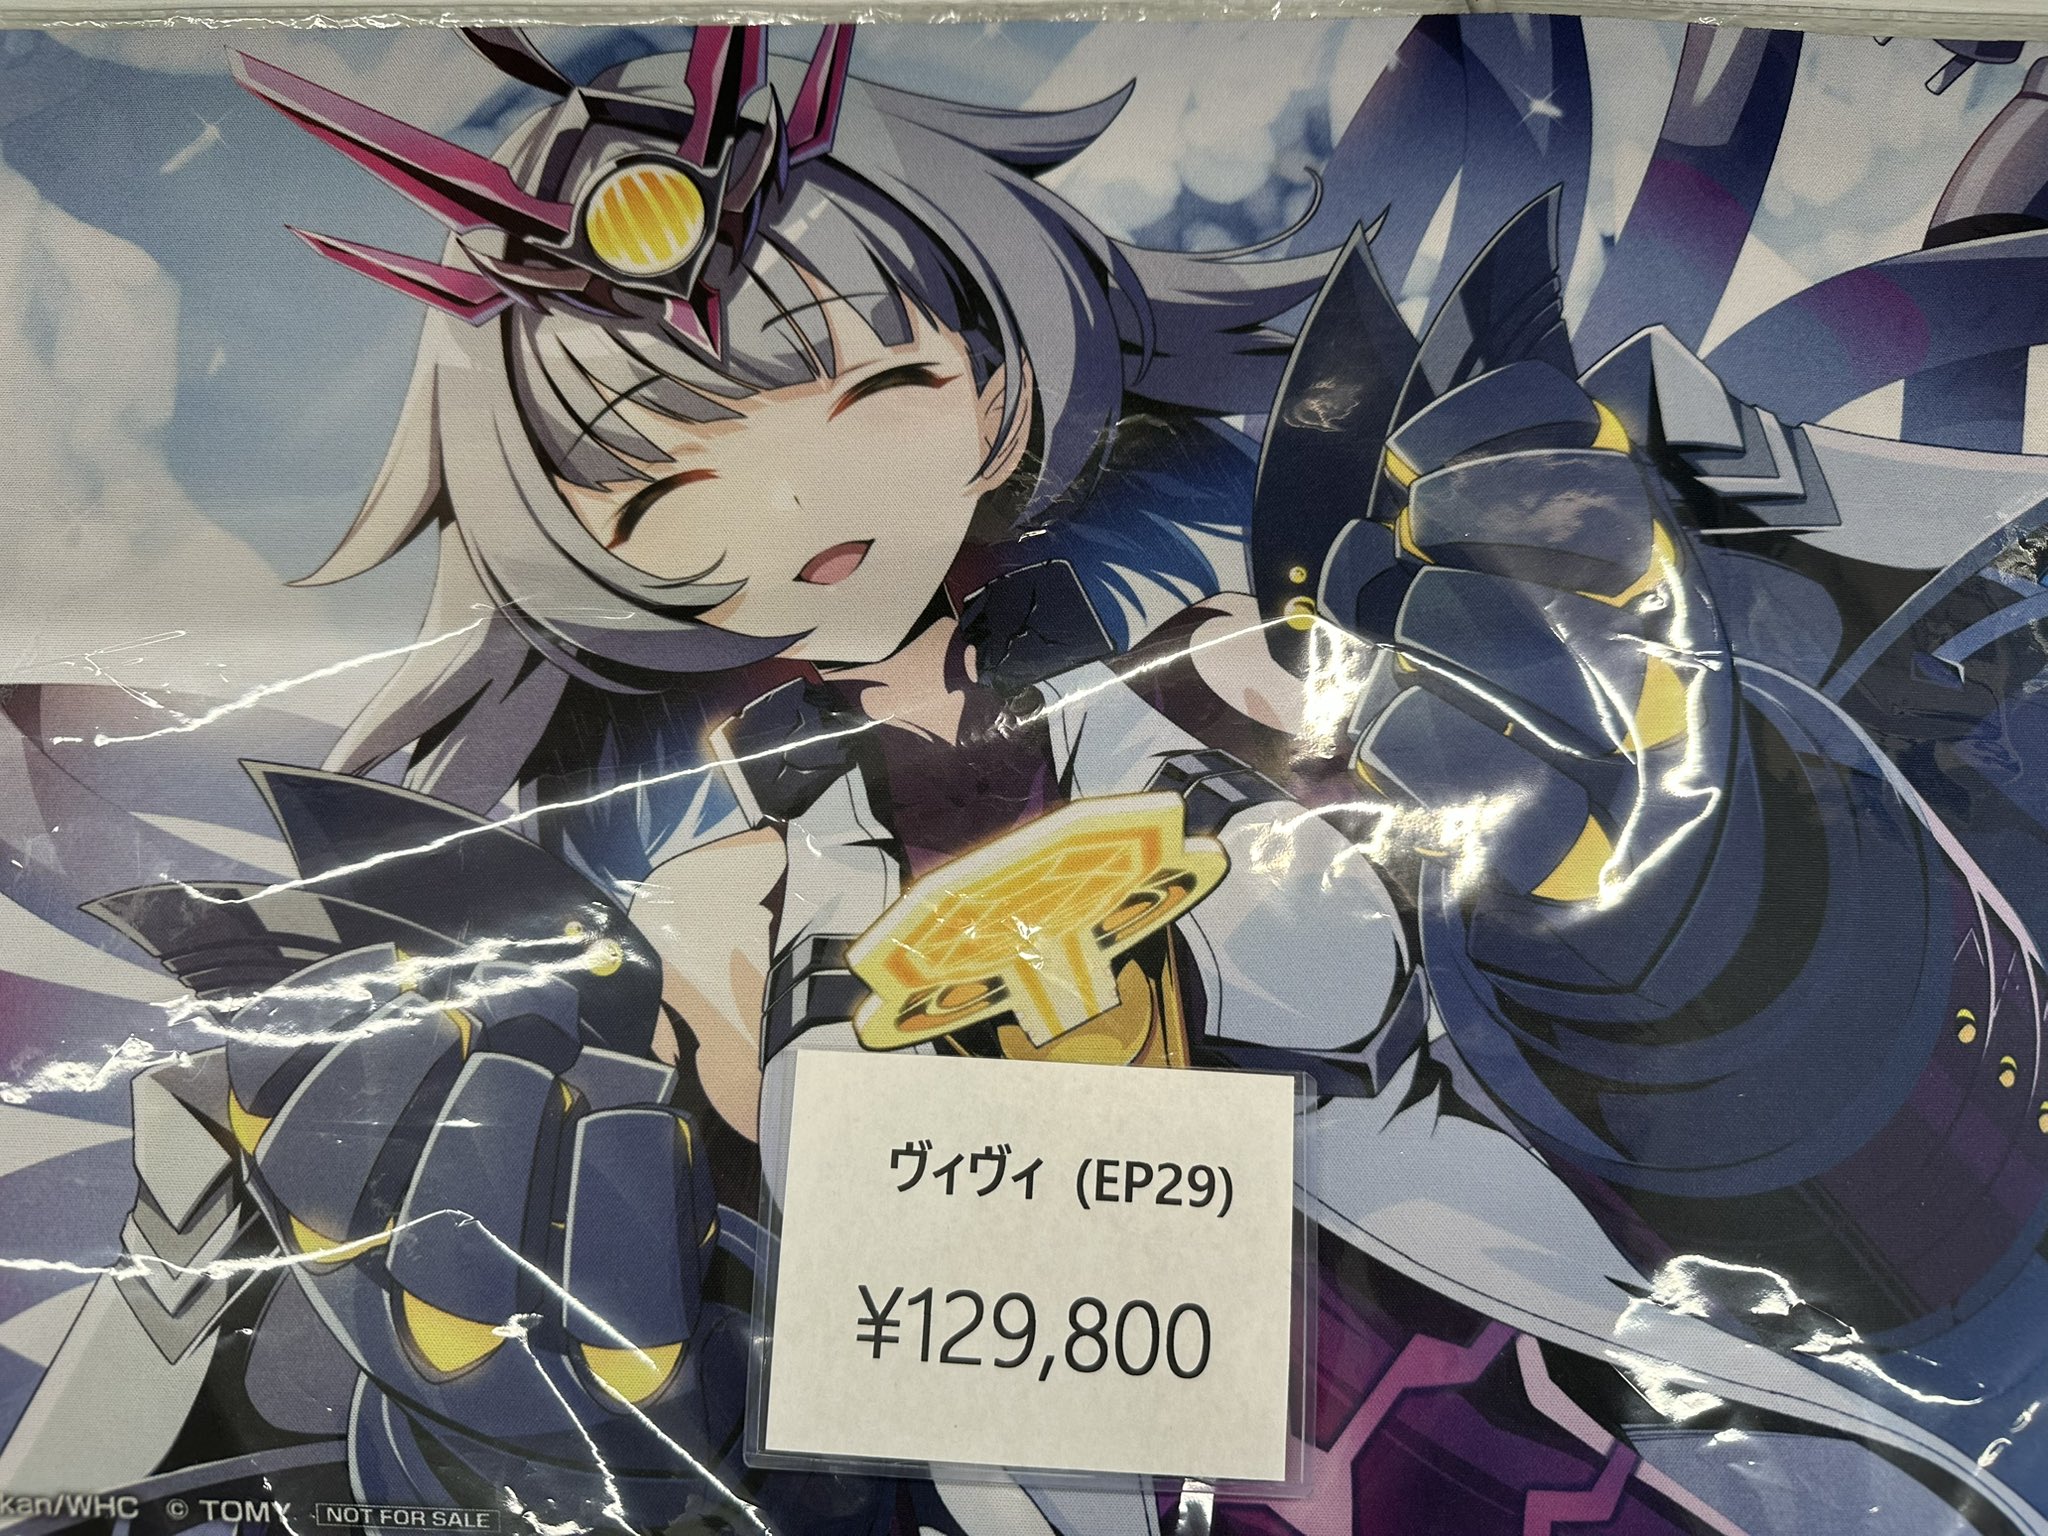 ヴィヴィ (EP29)
¥129,800
kan/WHC © TOMY NOT FOR SALE